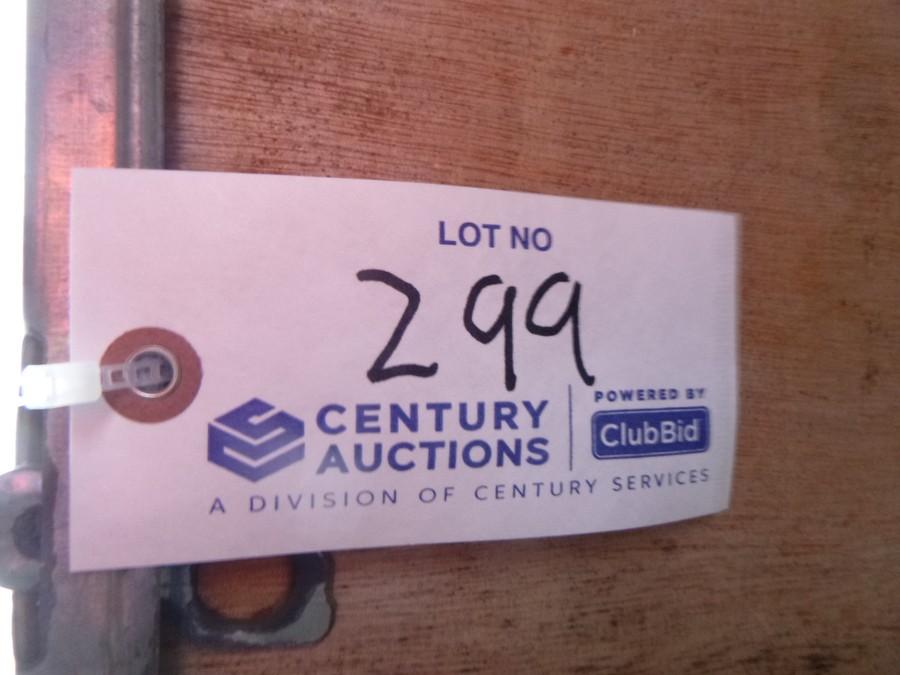 LOT NO
299
CENTURY AUCTIONS
POWERED BY
ClubBid
A DIVISION OF CENTURY SERVICES